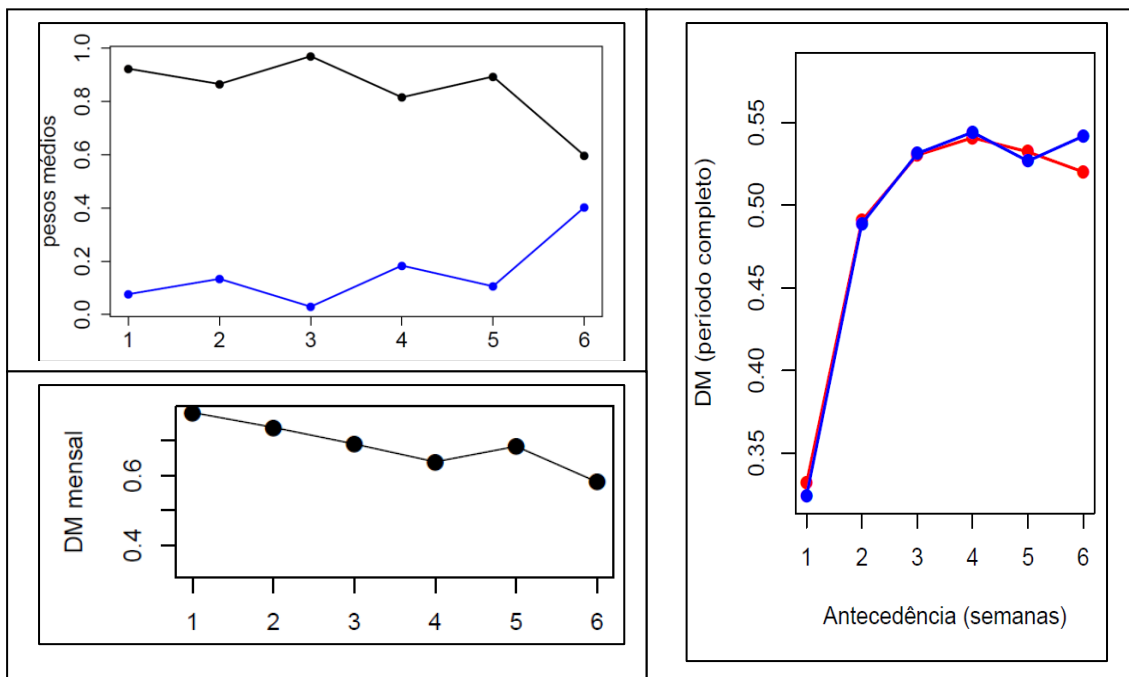 pesos médios
1.0
0.8
0.6
0.4
0.2
0.0
1 2 3 4 5 6
DM mensal
0.6
0.4
1 2 3 4 5 6
DM (período completo)
0.55
0.50
0.45
0.40
0.35
1 2 3 4 5 6
Antecedência (semanas)